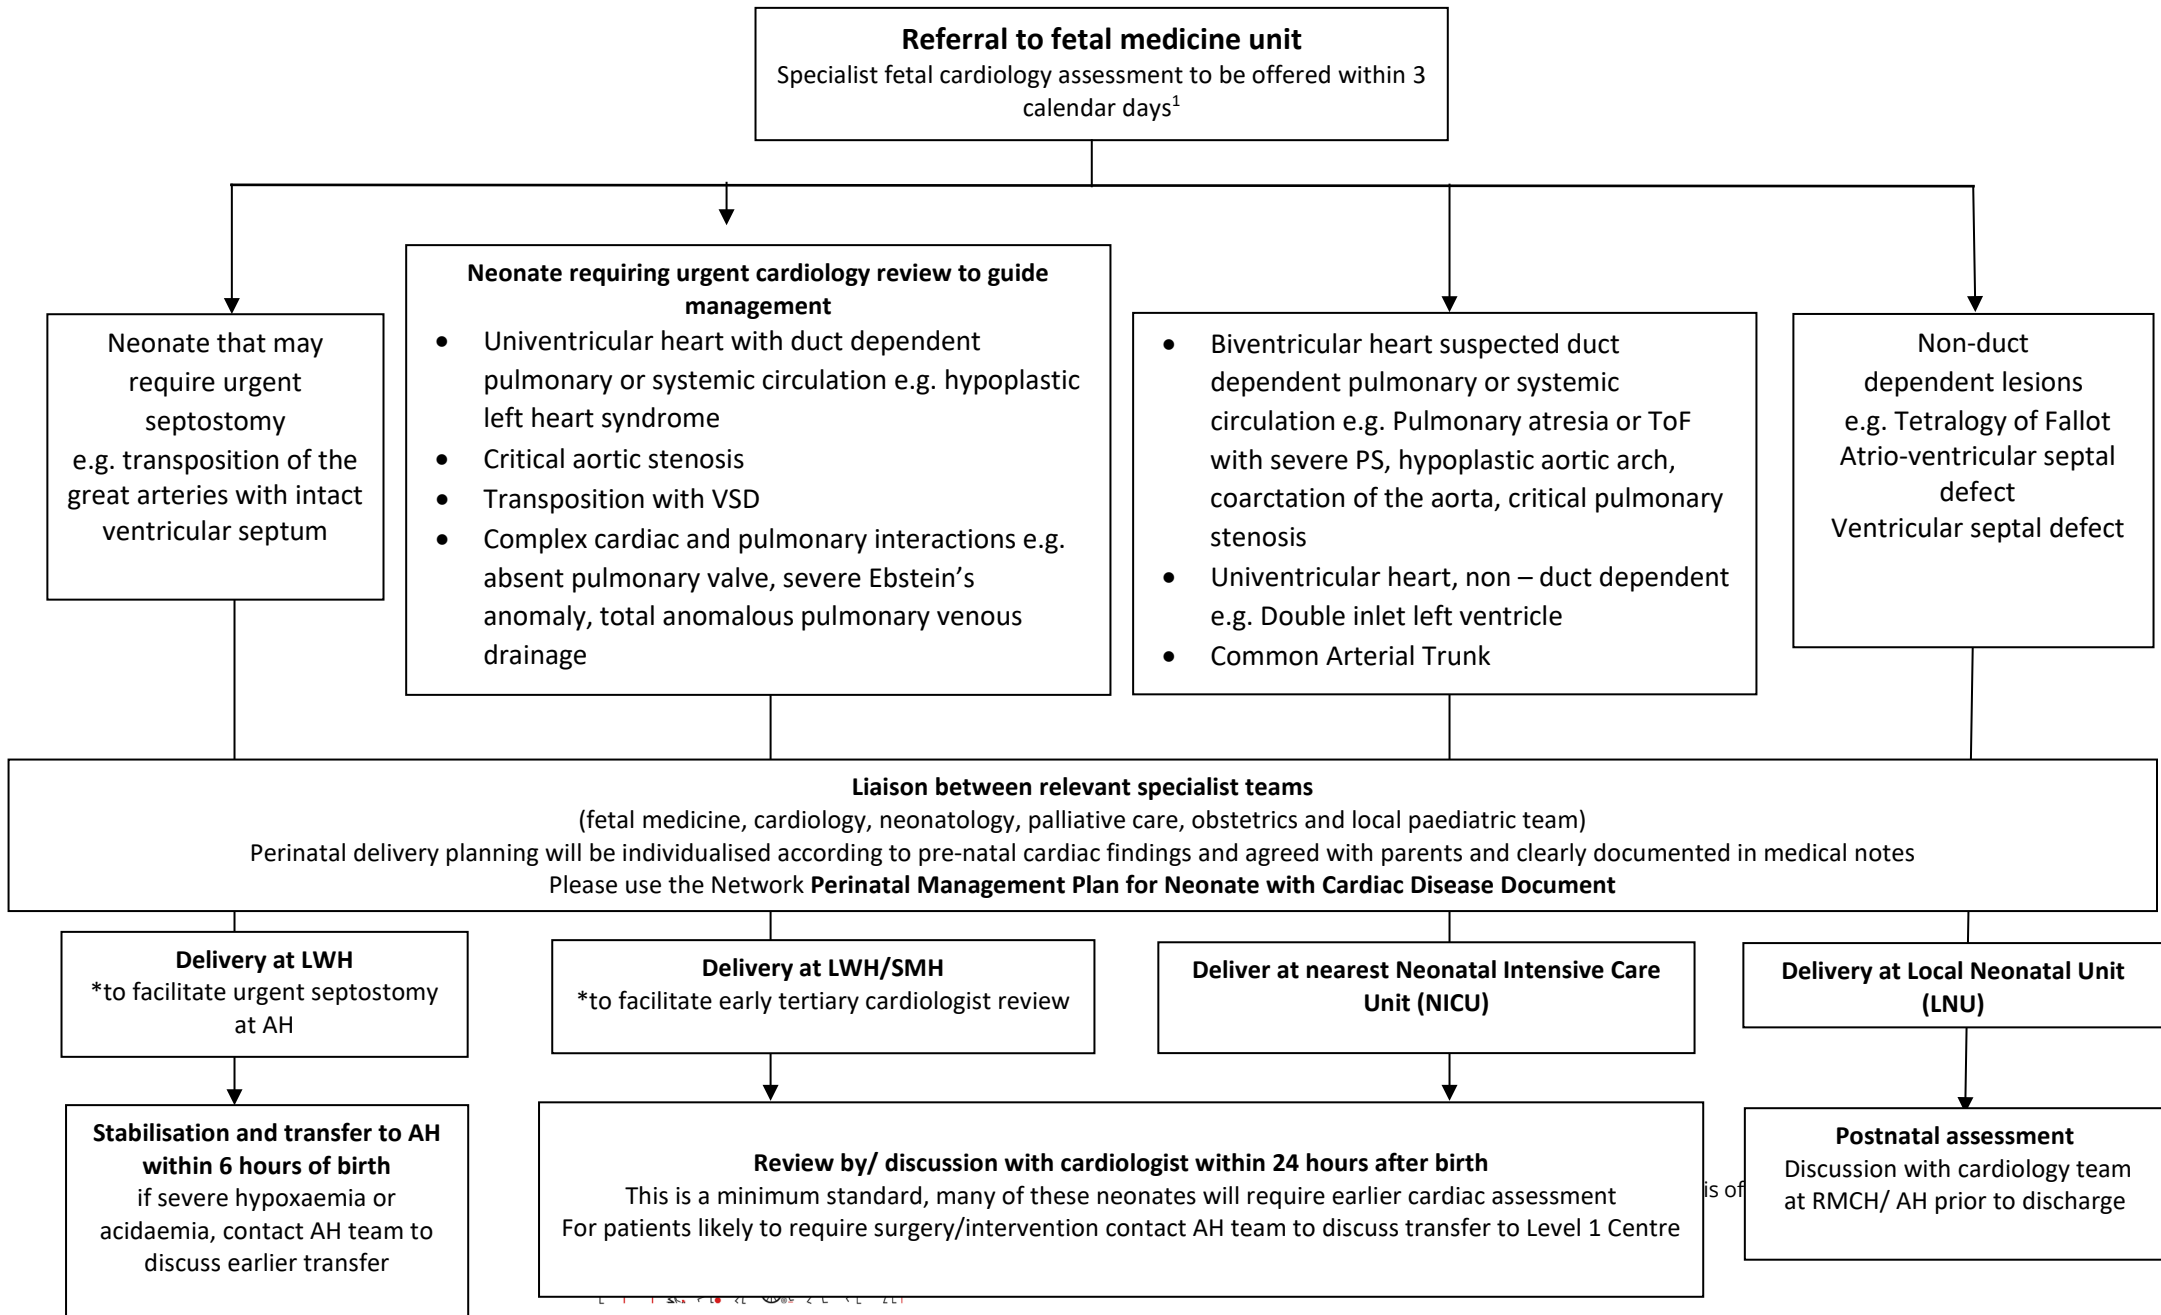 Referral to fetal medicine unit
Specialist fetal cardiology assessment to be offered within 3
calendar days¹
Neonate that may
require urgent
septostomy
e.g. transposition of the
great arteries with intact
ventricular septum
Neonate requiring urgent cardiology review to guide
management
• Univentricular heart with duct dependent
pulmonary or systemic circulation e.g. hypoplastic
left heart syndrome
• Critical aortic stenosis
• Transposition with VSD
• Complex cardiac and pulmonary interactions e.g.
absent pulmonary valve, severe Ebstein’s
anomaly, total anomalous pulmonary venous
drainage
• Biventricular heart suspected duct
dependent pulmonary or systemic
circulation e.g. Pulmonary atresia or ToF
with severe PS, hypoplastic aortic arch,
coarctation of the aorta, critical pulmonary
stenosis
• Univentricular heart, non – duct dependent
e.g. Double inlet left ventricle
• Common Arterial Trunk
Non-duct
dependent lesions
e.g. Tetralogy of Fallot
Atrio-ventricular septal
defect
Ventricular septal defect
Liaison between relevant specialist teams
(fetal medicine, cardiology, neonatology, palliative care, obstetrics and local paediatric team)
Perinatal delivery planning will be individualised according to pre-natal cardiac findings and agreed with parents and clearly documented in medical notes
Please use the Network Perinatal Management Plan for Neonate with Cardiac Disease Document
Delivery at LWH
*to facilitate urgent septostomy
at AH
Delivery at LWH/SMH
*to facilitate early tertiary cardiologist review
Deliver at nearest Neonatal Intensive Care
Unit (NICU)
Delivery at Local Neonatal Unit
(LNU)
Stabilisation and transfer to AH
within 6 hours of birth
if severe hypoxaemia or
acidaemia, contact AH team to
discuss earlier transfer
Review by/ discussion with cardiologist within 24 hours after birth
This is a minimum standard, many of these neonates will require earlier cardiac assessment
For patients likely to require surgery/intervention contact AH team to discuss transfer to Level 1 Centre
is of
Postnatal assessment
Discussion with cardiology team
at RMCH/ AH prior to discharge